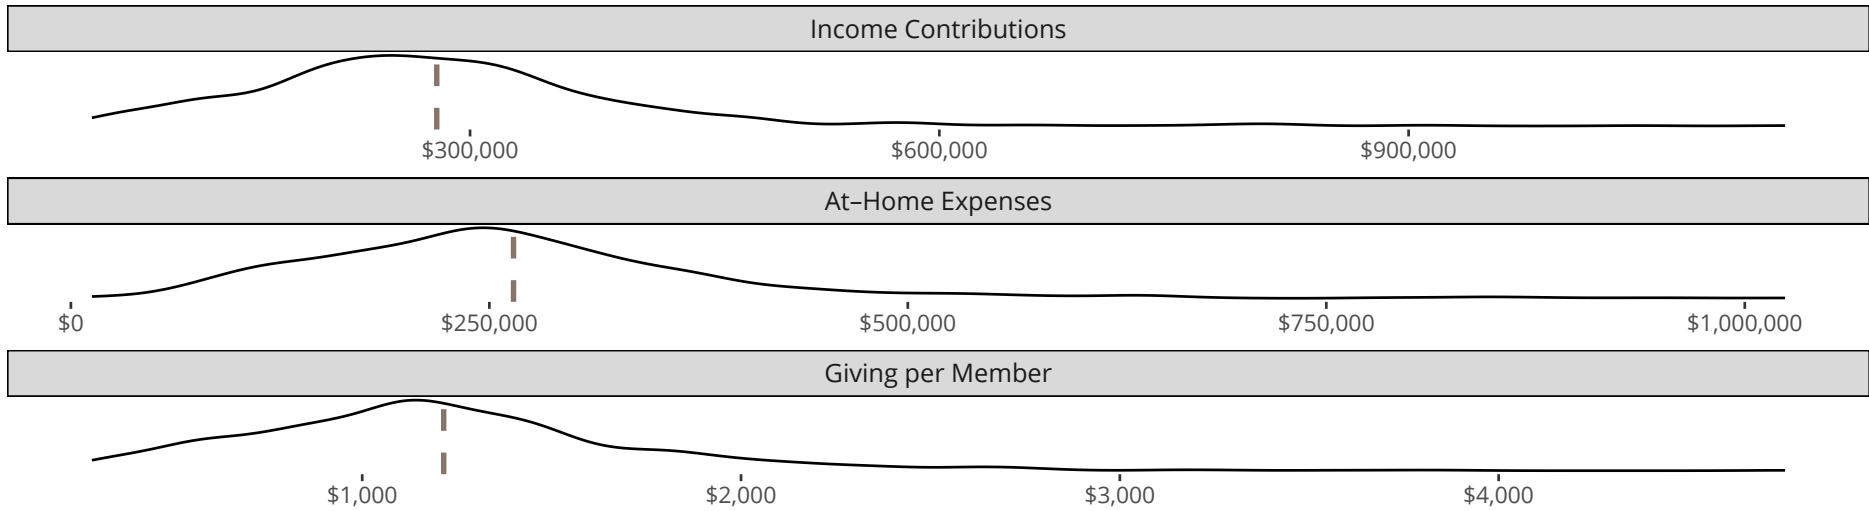 Income Contributions
$300,000 $600,000 $900,000
At–Home Expenses
$0 $250,000 $500,000 $750,000 $1,000,000
Giving per Member
$1,000 $2,000 $3,000 $4,000